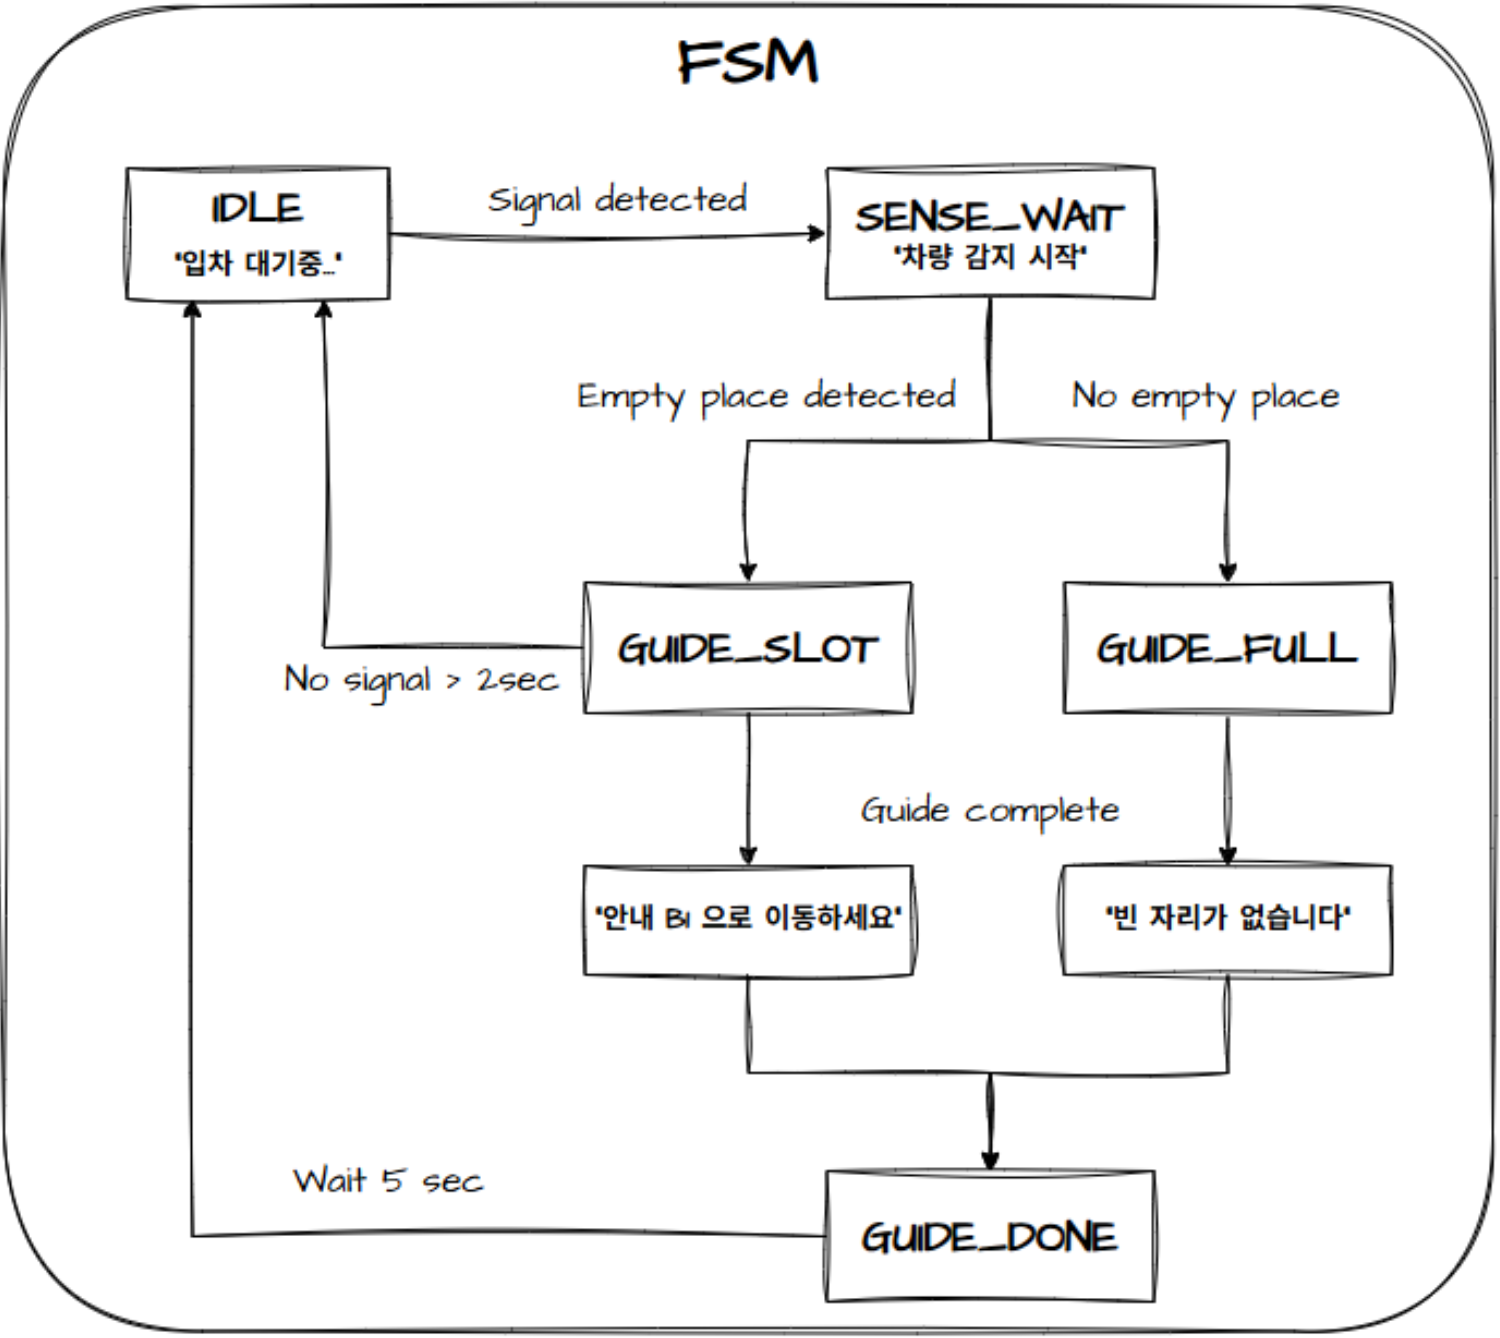 FSM
IDLE
"입차 대기중..."
Signal detected
SENSE_WAIT
"차량 감지 시작"
Empty place detected
No empty place
GUIDE_SLOT
GUIDE_FULL
No signal > 2sec
Guide complete
"안내 B1 으로 이동하세요"
"빈 자리가 없습니다"
Wait 5 sec
GUIDE_DONE